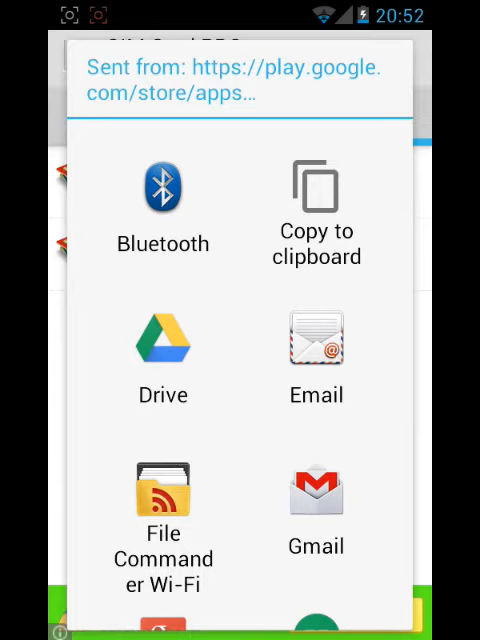 20:52
Sent from: https://play.google.
com/store/apps…
Bluetooth
Copy to
clipboard
Drive
Email
File
Command
er Wi-Fi
Gmail